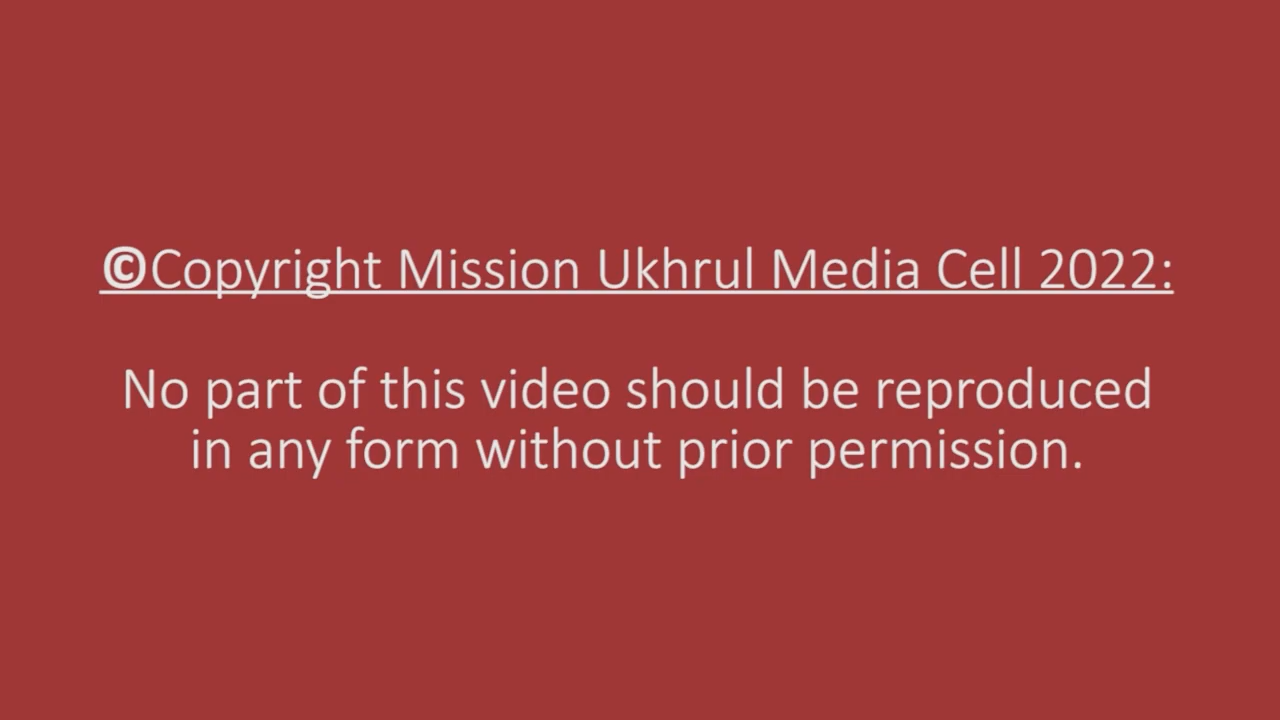 ©Copyright Mission Ukhrul Media Cell 2022:
No part of this video should be reproduced
in any form without prior permission.